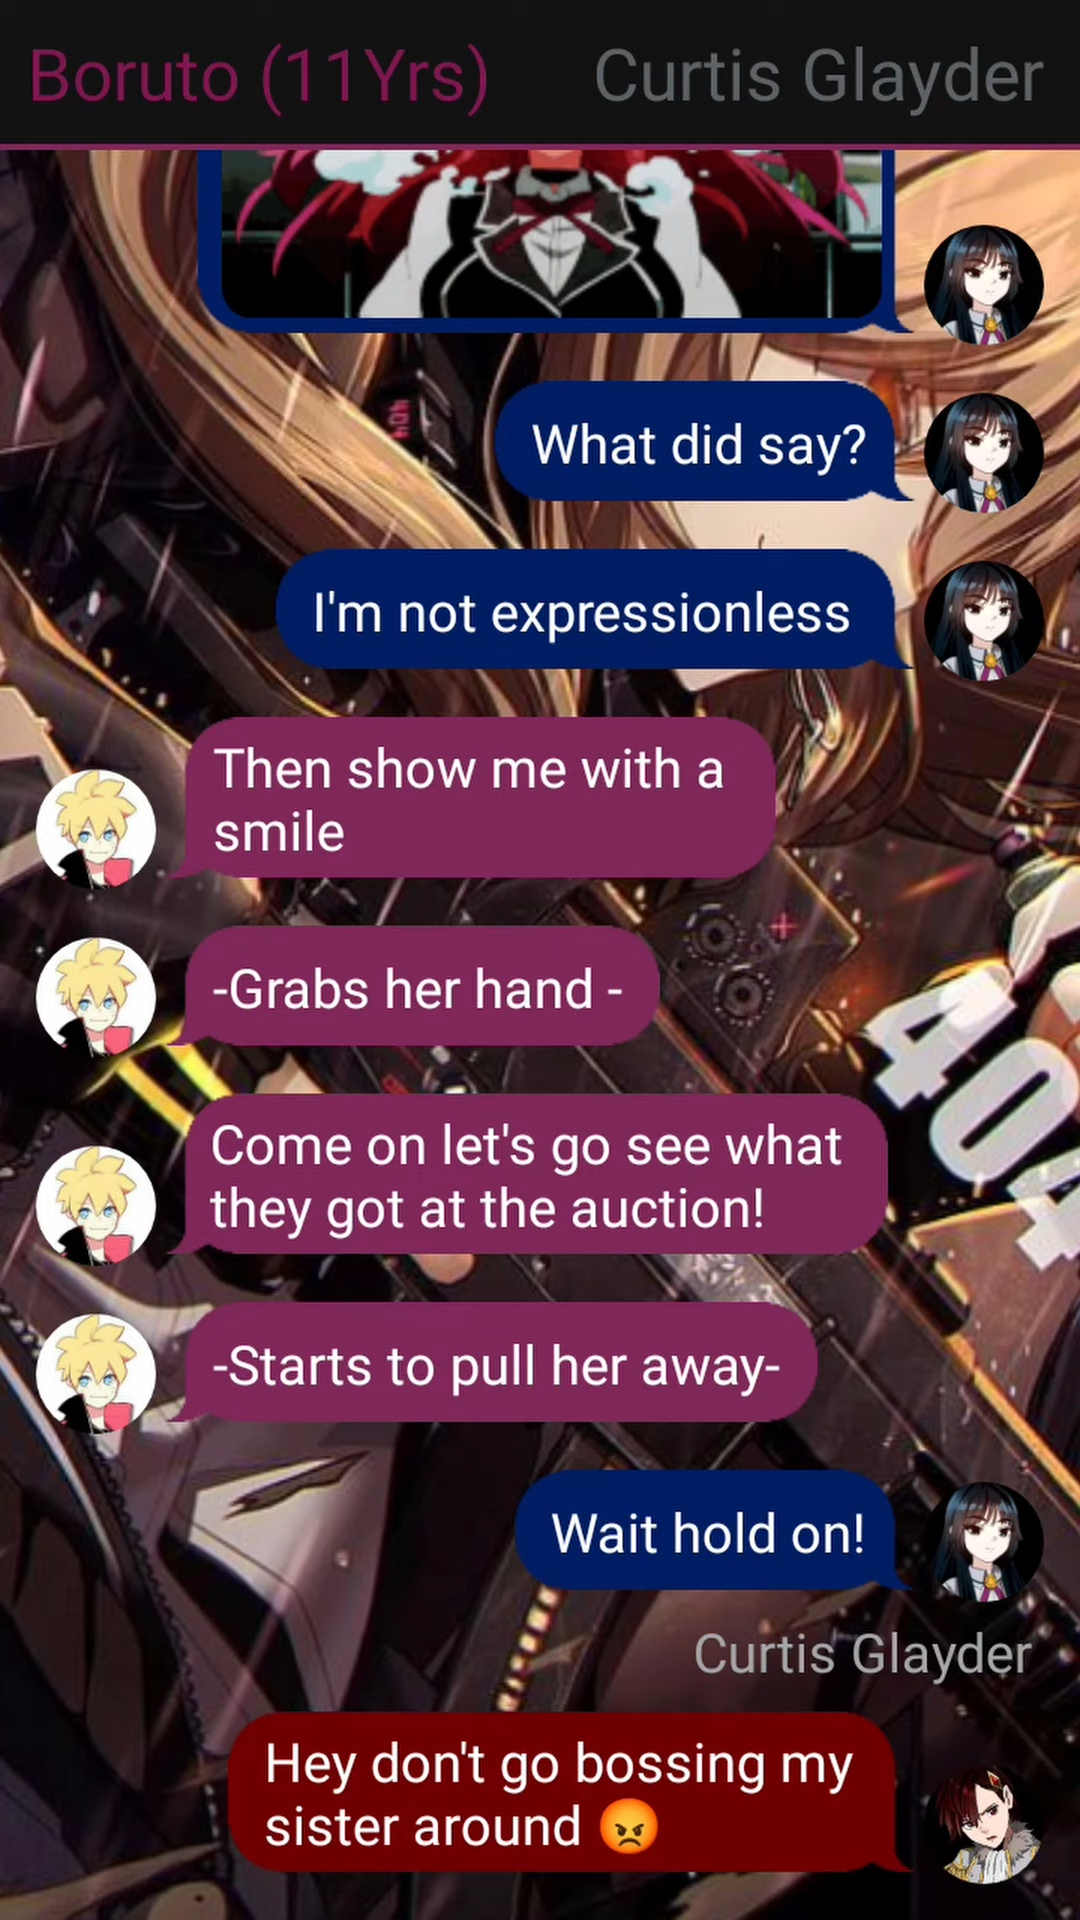 Boruto (11Yrs)
Curtis Glayder
What did say?
I'm not expressionless
Then show me with a
smile
-Grabs her hand -
404
Come on let's go see what
they got at the auction!
-Starts to pull her away-
Wait hold on!
Curtis Glayder
Hey don't go bossing my
sister around 😡